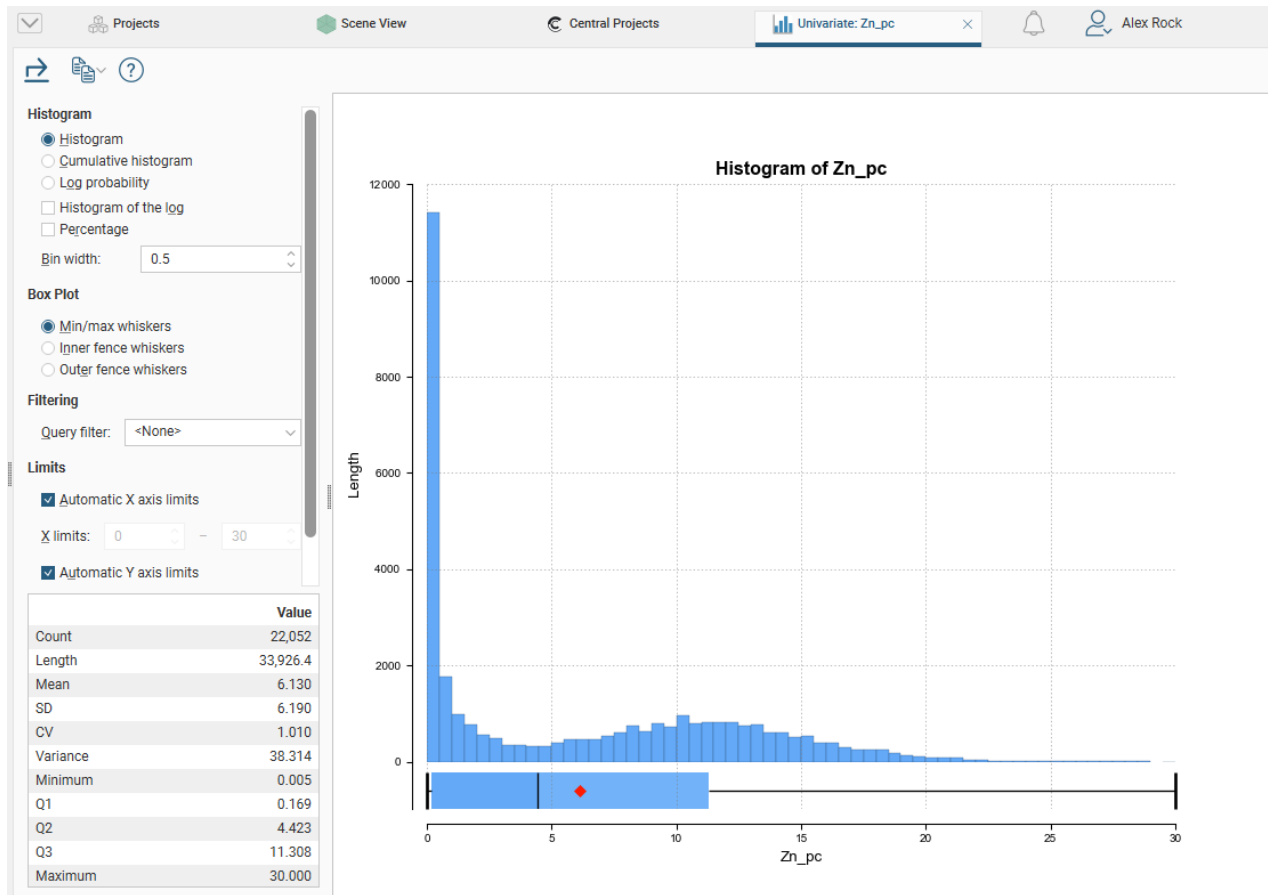 Projects
Scene View
Central Projects
Univariate: Zn_pc
Alex Rock
Histogram
Histogram
Cumulative histogram
Log probability
Histogram of the log
Percentage
Bin width: 0.5
Box Plot
Min/max whiskers
Inner fence whiskers
Outer fence whiskers
Filtering
Query filter: <None>
Limits
Automatic X axis limits
X limits: 0 – 30
Automatic Y axis limits
Value
Count 22,052
Length 33,926.4
Mean 6.130
SD 6.190
CV 1.010
Variance 38.314
Minimum 0.005
Q1 0.169
Q2 4.423
Q3 11.308
Maximum 30.000
Histogram of Zn_pc
12000
10000
8000
6000
4000
2000
0
Length
0 5 10 15 20 25 30
Zn_pc